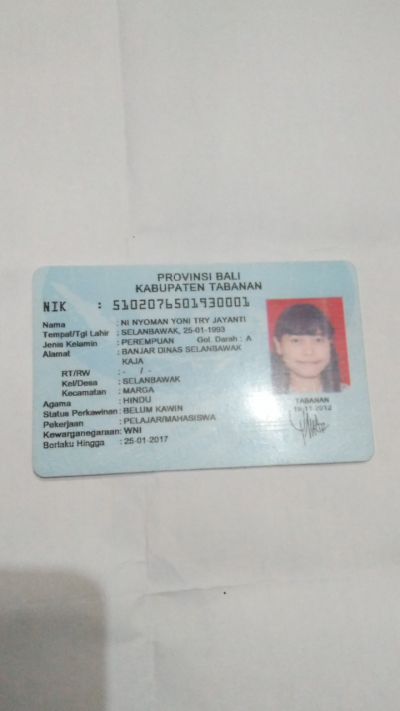 PROVINSI BALI
KABUPATEN TABANAN
NIK : 5102076501930001
Nama : NI NYOMAN YONI TRY JAYANTI
Tempat/Tgl Lahir : SELANBAWAK, 25-01-1993
Jenis Kelamin : PEREMPUAN Gol. Darah : A
Alamat : BANJAR DINAS SELANBAWAK
KAJA
RT/RW : - / -
Kel/Desa : SELANBAWAK
Kecamatan : MARGA
Agama : HINDU
Status Perkawinan : BELUM KAWIN
Pekerjaan : PELAJAR/MAHASISWA
Kewarganegaraan : WNI
Berlaku Hingga : 25-01-2017
TABANAN